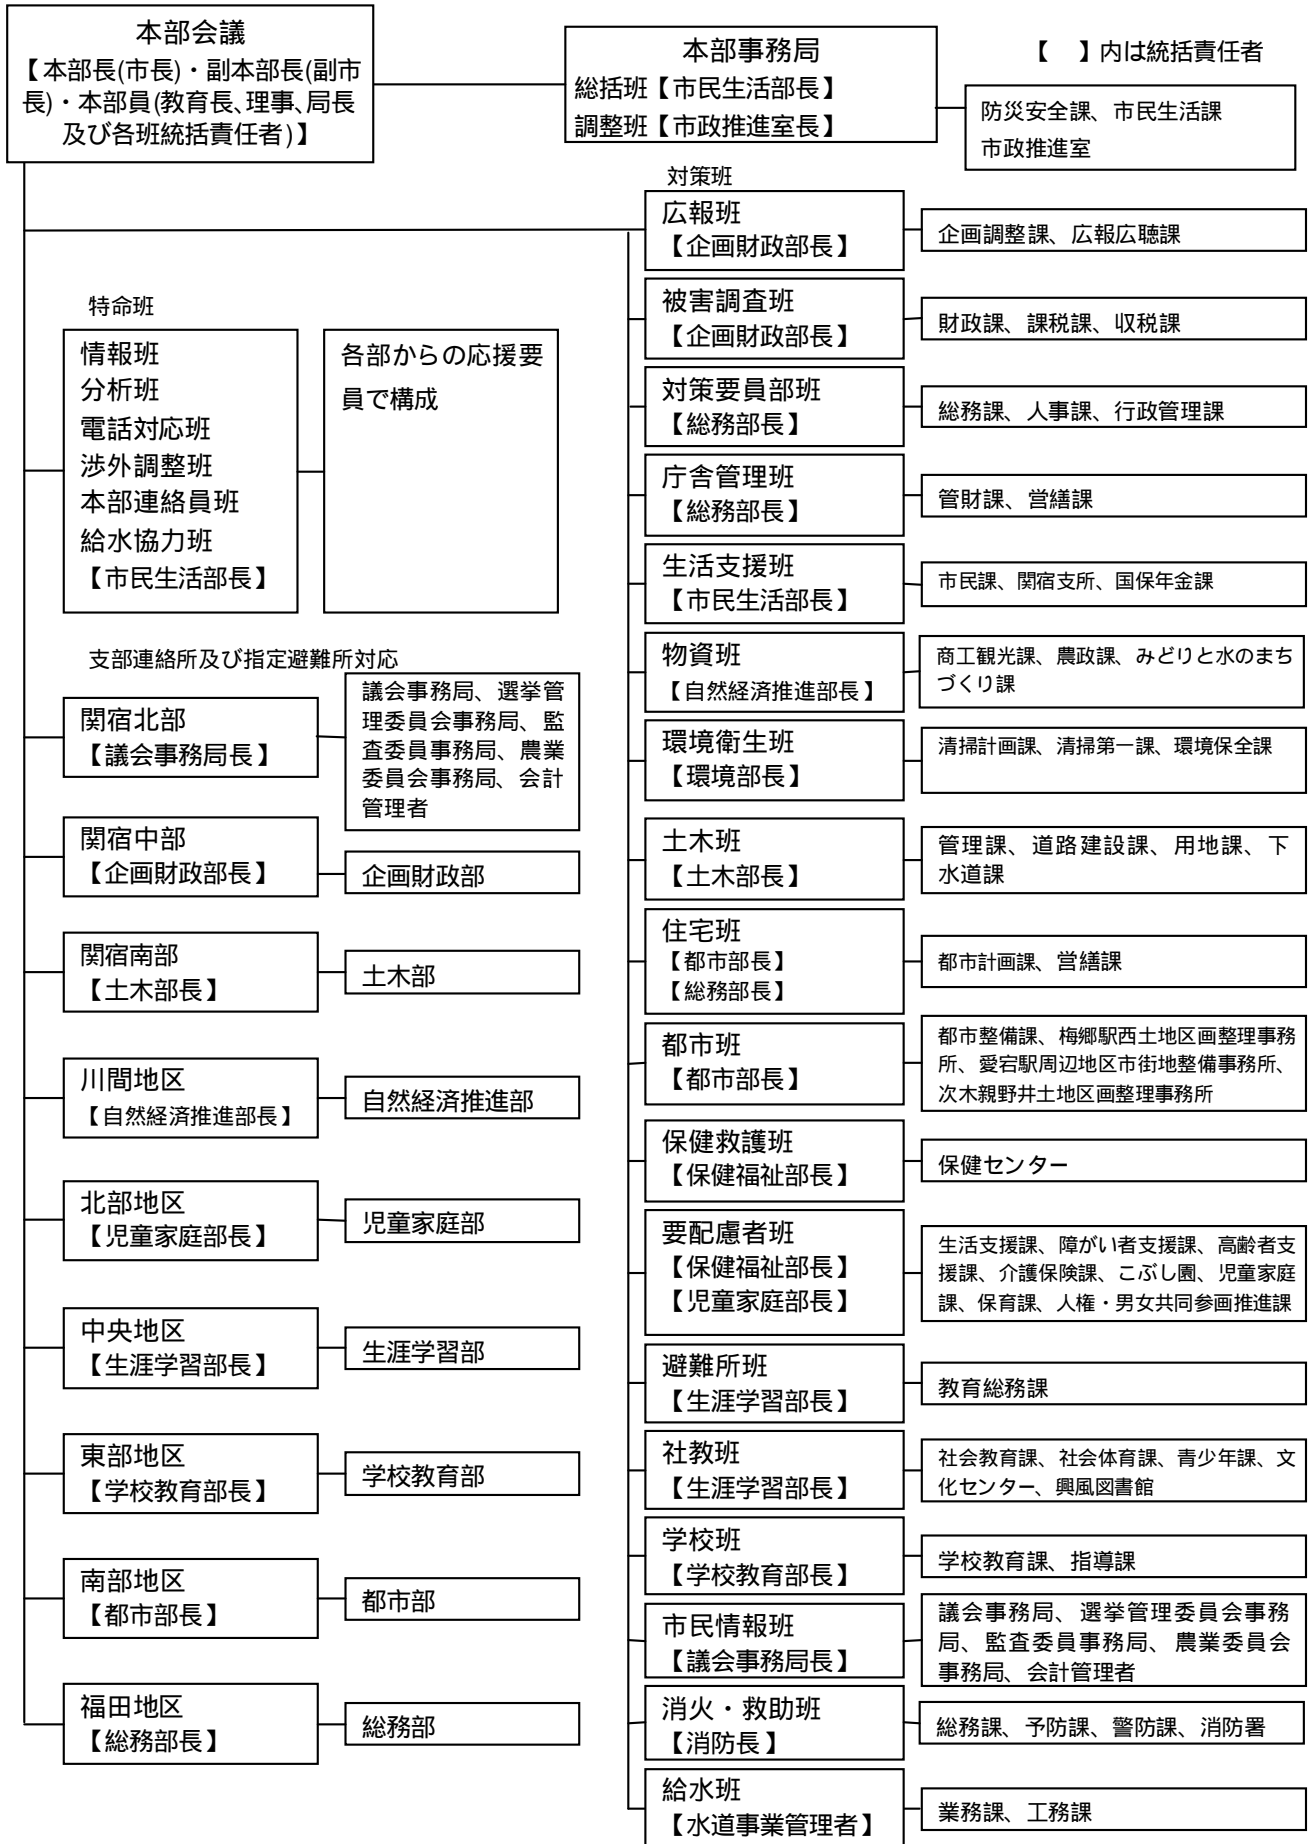 本部会議
【本部長(市長)・副本部長(副市
長)・本部員(教育長、理事、局長
及び各班統括責任者)】
本部事務局
総括班【市民生活部長】
調整班【市政推進室長】
【　】内は統括責任者
防災安全課、市民生活課
市政推進室
特命班
情報班
分析班
電話対応班
渉外調整班
本部連絡員班
給水協力班
【市民生活部長】
各部からの応援要
員で構成
支部連絡所及び指定避難所対応
関宿北部
【議会事務局長】
議会事務局、選挙管
理委員会事務局、監
査委員事務局、農業
委員会事務局、会計
管理者
関宿中部
【企画財政部長】
企画財政部
関宿南部
【土木部長】
土木部
川間地区
【自然経済推進部長】
自然経済推進部
北部地区
【児童家庭部長】
児童家庭部
中央地区
【生涯学習部長】
生涯学習部
東部地区
【学校教育部長】
学校教育部
南部地区
【都市部長】
都市部
福田地区
【総務部長】
総務部
対策班
広報班
【企画財政部長】
企画調整課、広報広聴課
被害調査班
【企画財政部長】
財政課、課税課、収税課
対策要員部班
【総務部長】
総務課、人事課、行政管理課
庁舎管理班
【総務部長】
管財課、営繕課
生活支援班
【市民生活部長】
市民課、関宿支所、国保年金課
物資班
【自然経済推進部長】
商工観光課、農政課、みどりと水のまち
づくり課
環境衛生班
【環境部長】
清掃計画課、清掃第一課、環境保全課
土木班
【土木部長】
管理課、道路建設課、用地課、下
水道課
住宅班
【都市部長】
【総務部長】
都市計画課、営繕課
都市班
【都市部長】
都市整備課、梅郷駅西土地区画整理事務
所、愛宕駅周辺地区市街地整備事務所、
次木親野井土地区画整理事務所
保健救護班
【保健福祉部長】
保健センター
要配慮者班
【保健福祉部長】
【児童家庭部長】
生活支援課、障がい者支援課、高齢者支
援課、介護保険課、こぶし園、児童家庭
課、保育課、人権・男女共同参画推進課
避難所班
【生涯学習部長】
教育総務課
社教班
【生涯学習部長】
社会教育課、社会体育課、青少年課、文
化センター、興風図書館
学校班
【学校教育部長】
学校教育課、指導課
市民情報班
【議会事務局長】
議会事務局、選挙管理委員会事務
局、監査委員事務局、農業委員会
事務局、会計管理者
消火・救助班
【消防長】
総務課、予防課、警防課、消防署
給水班
【水道事業管理者】
業務課、工務課